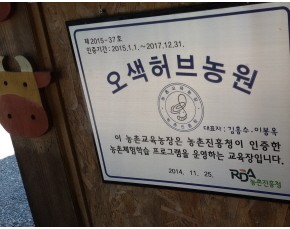 제 2015-37 호
인증기간 : 2015.1.1. ~ 2017.12.31.
오색허브농원
대표자 : 김홍수 · 이봉옥
이 농촌교육농장은 농촌진흥청이 인증한
농촌체험학습 프로그램을 운영하는 교육장입니다.
2014. 11. 25.
RDA
농촌진흥청